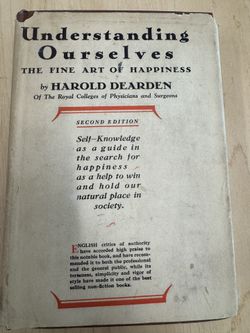 Understanding
Ourselves
THE FINE ART of HAPPINESS
by HAROLD DEARDEN
Of The Royal Colleges of Physicians and Surgeons
SECOND EDITION
Self-Knowledge
as a guide in
the search for
happiness
as a help to win
and hold our
natural place in
society.
ENGLISH critics of authority
have accorded high praise to
this notable book, and have recom-
mended it to both the professional
and the general public, while its
terseness, simplicity and vigor of
style have made it one of the best
selling non-fiction books.